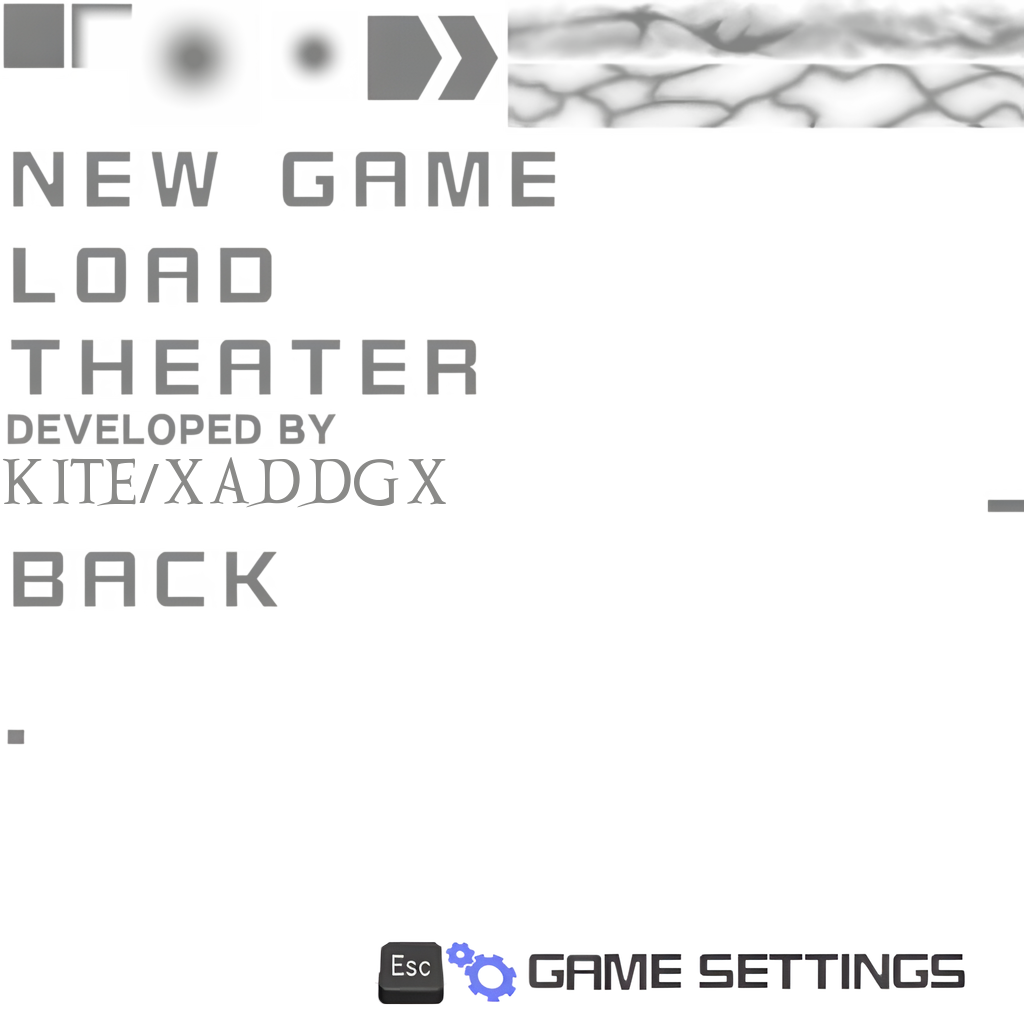 NEW GAME
LOAD
THEATER
DEVELOPED BY
KITE/XADDGX
BACK
Esc GAME SETTINGS